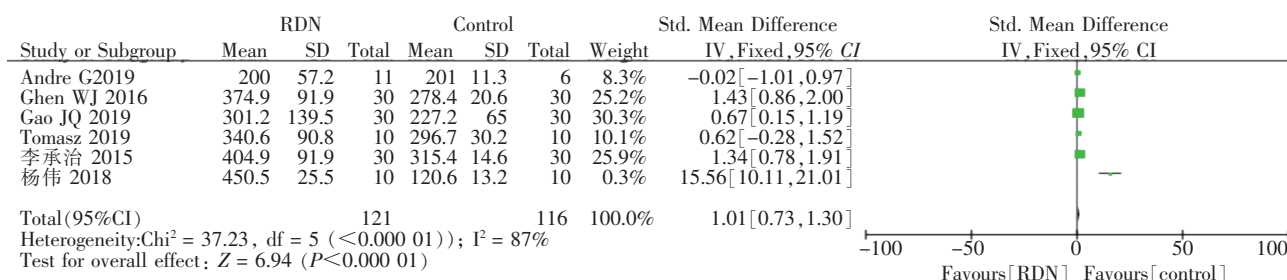 RDN Control Std. Mean Difference Std. Mean Difference
Study or Subgroup Mean SD Total Mean SD Total Weight IV,Fixed,95% CI IV,Fixed,95% CI
Andre G2019 200 57.2 11 201 11.3 6 8.3% -0.02[-1.01,0.97]
Ghen WJ 2016 374.9 91.9 30 278.4 20.6 30 25.2% 1.43[0.86,2.00]
Gao JQ 2019 301.2 139.5 30 227.2 65 30 30.3% 0.67[0.15,1.19]
Tomasz 2019 340.6 90.8 10 296.7 30.2 10 10.1% 0.62[-0.28,1.52]
李承治 2015 404.9 91.9 30 315.4 14.6 30 25.9% 1.34[0.78,1.91]
杨伟 2018 450.5 25.5 10 120.6 13.2 10 0.3% 15.56[10.11,21.01]
Total(95%CI) 121 116 100.0% 1.01[0.73,1.30]
Heterogeneity:Chi² = 37.23, df = 5 (<0.000 01)); I² = 87%
Test for overall effect: Z = 6.94 (P<0.000 01)
-100 -50 0 50 100
Favours[RDN] Favours[control]